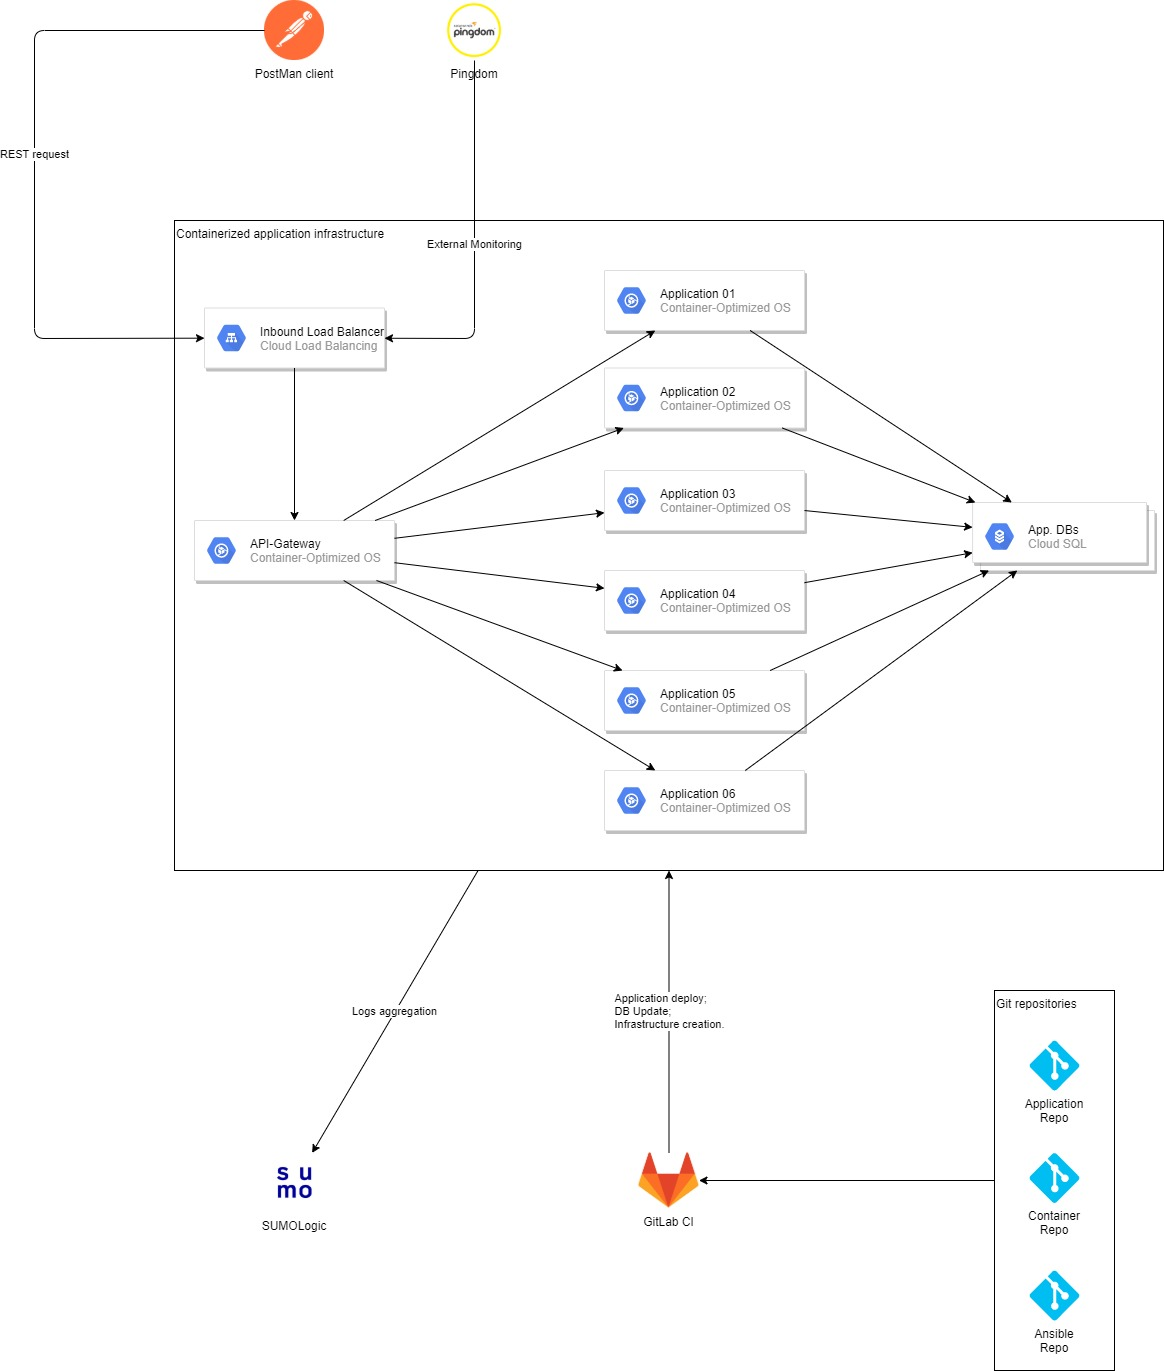 pingdom
PostMan client
Pingdom
REST request
Containerized application infrastructure
External Monitoring
Application 01
Container-Optimized OS
Inbound Load Balancer
Cloud Load Balancing
Application 02
Container-Optimized OS
Application 03
Container-Optimized OS
API-Gateway
Container-Optimized OS
App. DBs
Cloud SQL
Application 04
Container-Optimized OS
Application 05
Container-Optimized OS
Application 06
Container-Optimized OS
Logs aggregation
Application deploy;
DB Update;
Infrastructure creation.
Git repositories
Application
Repo
su
mo
SUMOLogic
GitLab CI
Container
Repo
Ansible
Repo